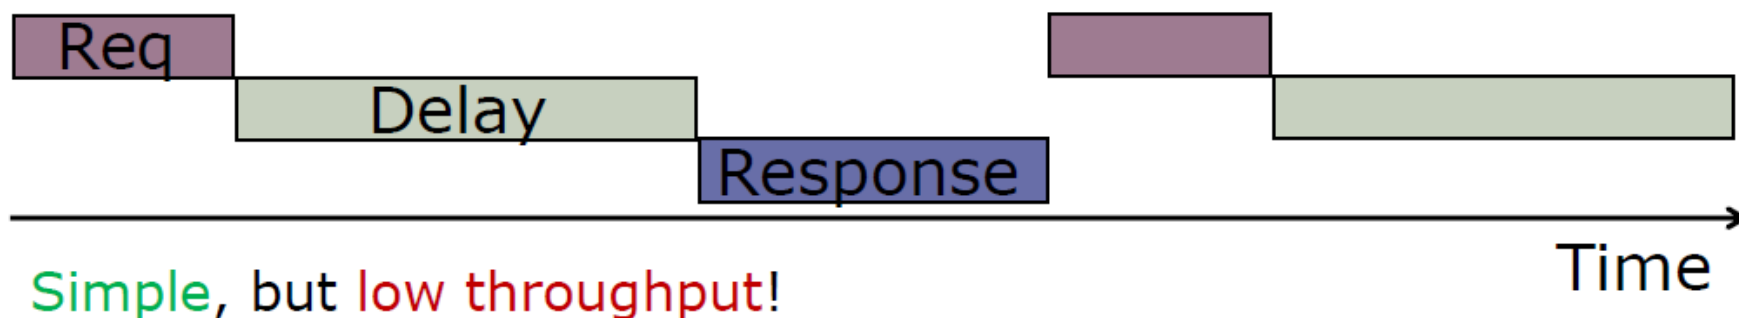 Req
Delay
Response
Time
Simple, but low throughput!